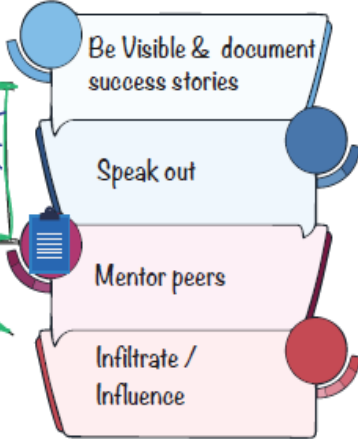 Be Visible & document
success stories
Speak out
Mentor peers
Infiltrate /
Influence